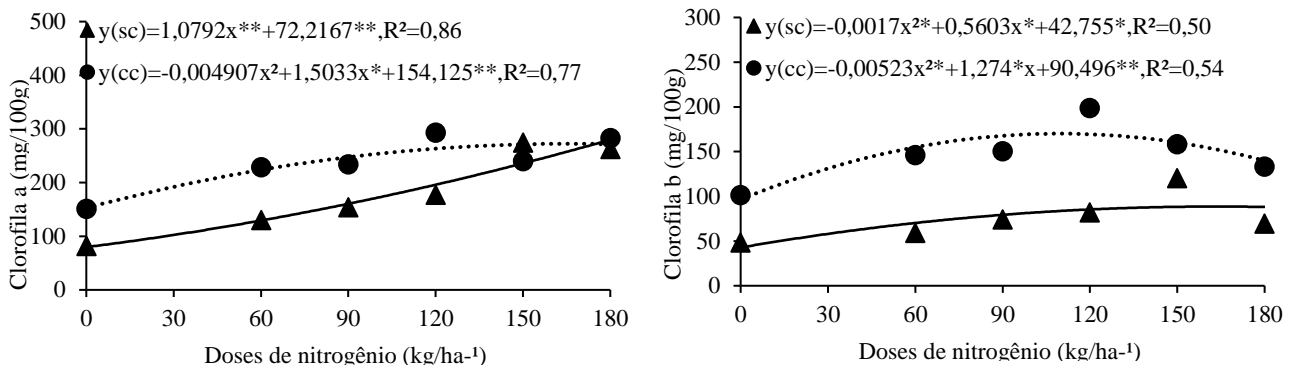 500
400
300
200
100
0
Clorofila a (mg/100g)
y(sc)=1,0792x**+72,2167**,R²=0,86
y(cc)=-0,004907x²+1,5033x*+154,125**,R²=0,77
0 30 60 90 120 150 180
Doses de nitrogênio (kg/ha-¹)
300
250
200
150
100
50
0
Clorofila b (mg/100g)
y(sc)=-0,0017x²*+0,5603x*+42,755*,R²=0,50
y(cc)=-0,00523x²*+1,274*x+90,496**,R²=0,54
0 30 60 90 120 150 180
Doses de nitrogênio (kg/ha-¹)